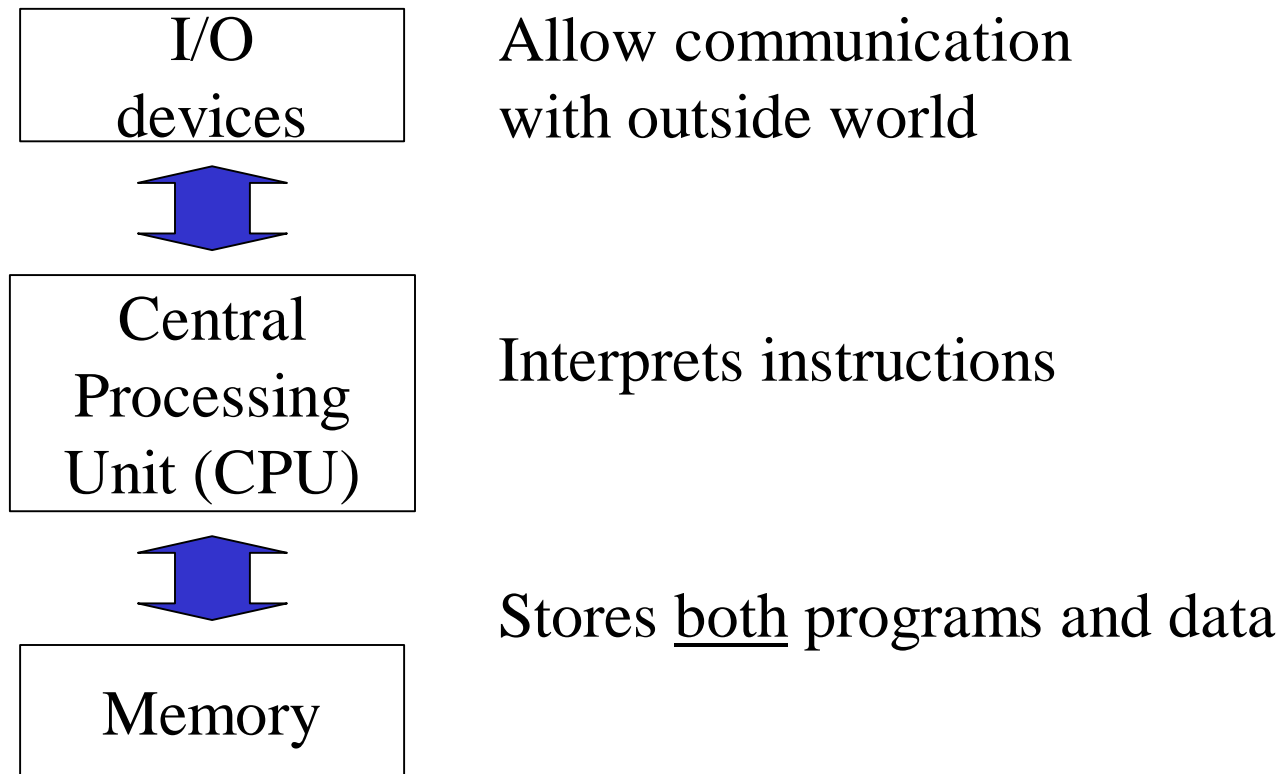 I/O
devices
Allow communication
with outside world
Central
Processing
Unit (CPU)
Interprets instructions
Stores both programs and data
Memory